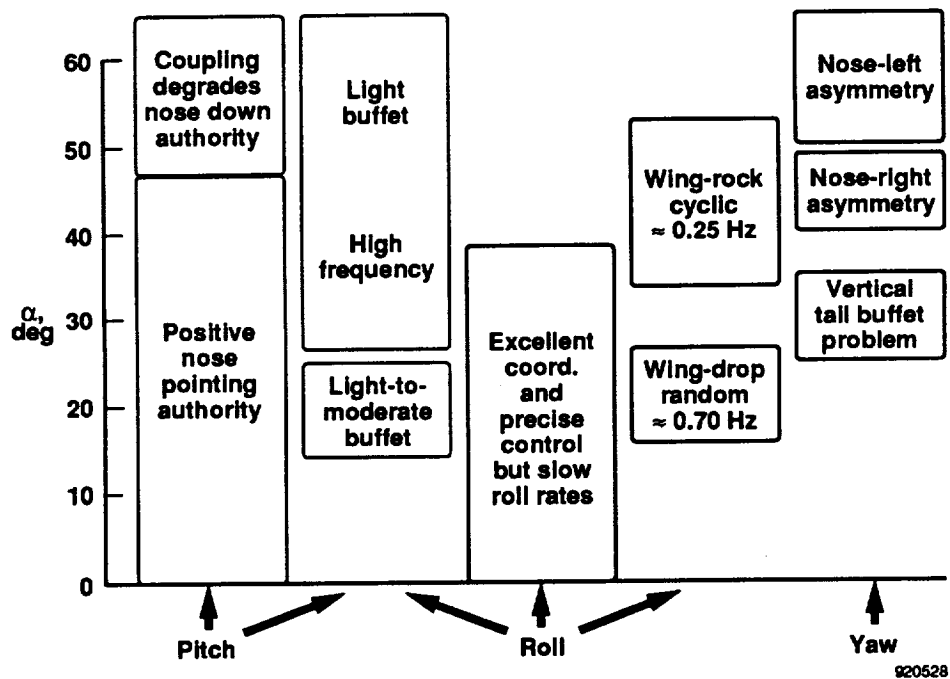 60
50
40
30
20
10
0
α,
deg
Coupling
degrades
nose down
authority
Positive
nose
pointing
authority
Light
buffet
High
frequency
Light-to-
moderate
buffet
Excellent
coord.
and
precise
control
but slow
roll rates
Wing-rock
cyclic
≈ 0.25 Hz
Wing-drop
random
≈ 0.70 Hz
Nose-left
asymmetry
Nose-right
asymmetry
Vertical
tail buffet
problem
Pitch
Roll
Yaw
920528